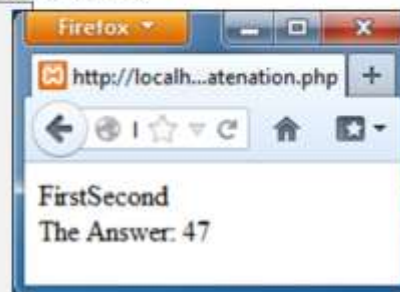 Firefox
http://localh...atenation.php
FirstSecond
The Answer: 47